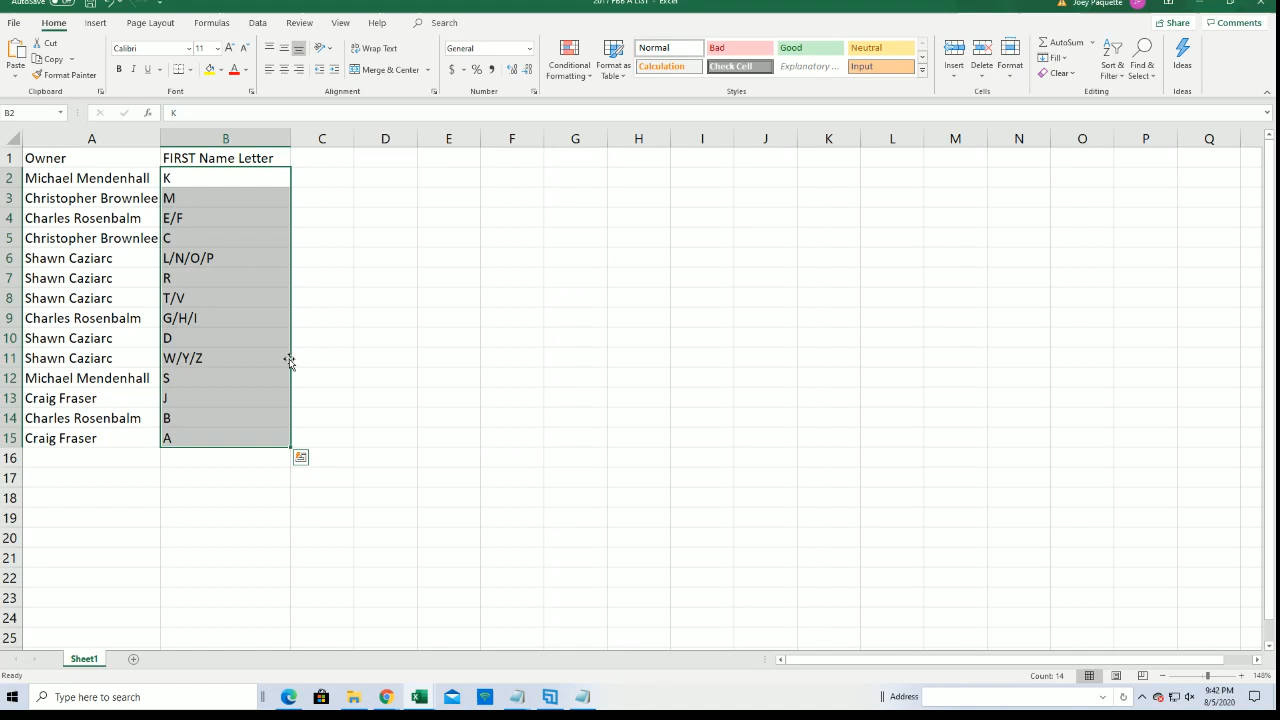 AutoSave Off 2017 FBB A LIST - Excel Joey Paquette JP
File Home Insert Page Layout Formulas Data Review View Help Search Share Comments
Paste Cut Copy Format Painter
Calibri 11 Wrap Text General Normal Bad Good Neutral
B I U A Merge & Center $ % Calculation Check Cell Explanatory ... Input
Conditional Formatting Format as Table Insert Delete Format AutoSum Fill Clear Sort & Filter Find & Select Ideas
Clipboard Font Alignment Number Styles Cells Editing Ideas
B2 fx K
A B C D E F G H I J K L M N O P Q
1 Owner FIRST Name Letter
2 Michael Mendenhall K
3 Christopher Brownlee M
4 Charles Rosenbalm E/F
5 Christopher Brownlee C
6 Shawn Caziarc L/N/O/P
7 Shawn Caziarc R
8 Shawn Caziarc T/V
9 Charles Rosenbalm G/H/I
10 Shawn Caziarc D
11 Shawn Caziarc W/Y/Z
12 Michael Mendenhall S
13 Craig Fraser J
14 Charles Rosenbalm B
15 Craig Fraser A
16
17
18
19
20
21
22
23
24
25
Sheet1
Ready Count: 14 148%
Type here to search Address 9:42 PM
8/5/2020